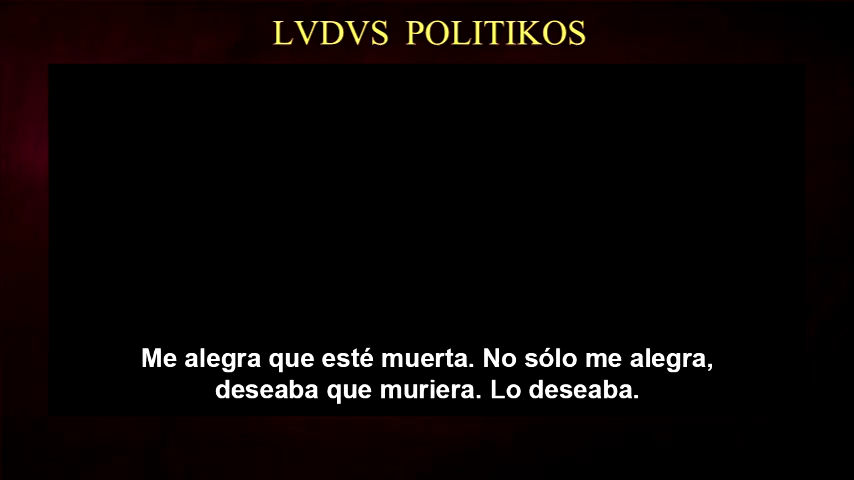 LVDVS POLITIKOS
Me alegra que esté muerta. No sólo me alegra,
deseaba que muriera. Lo deseaba.